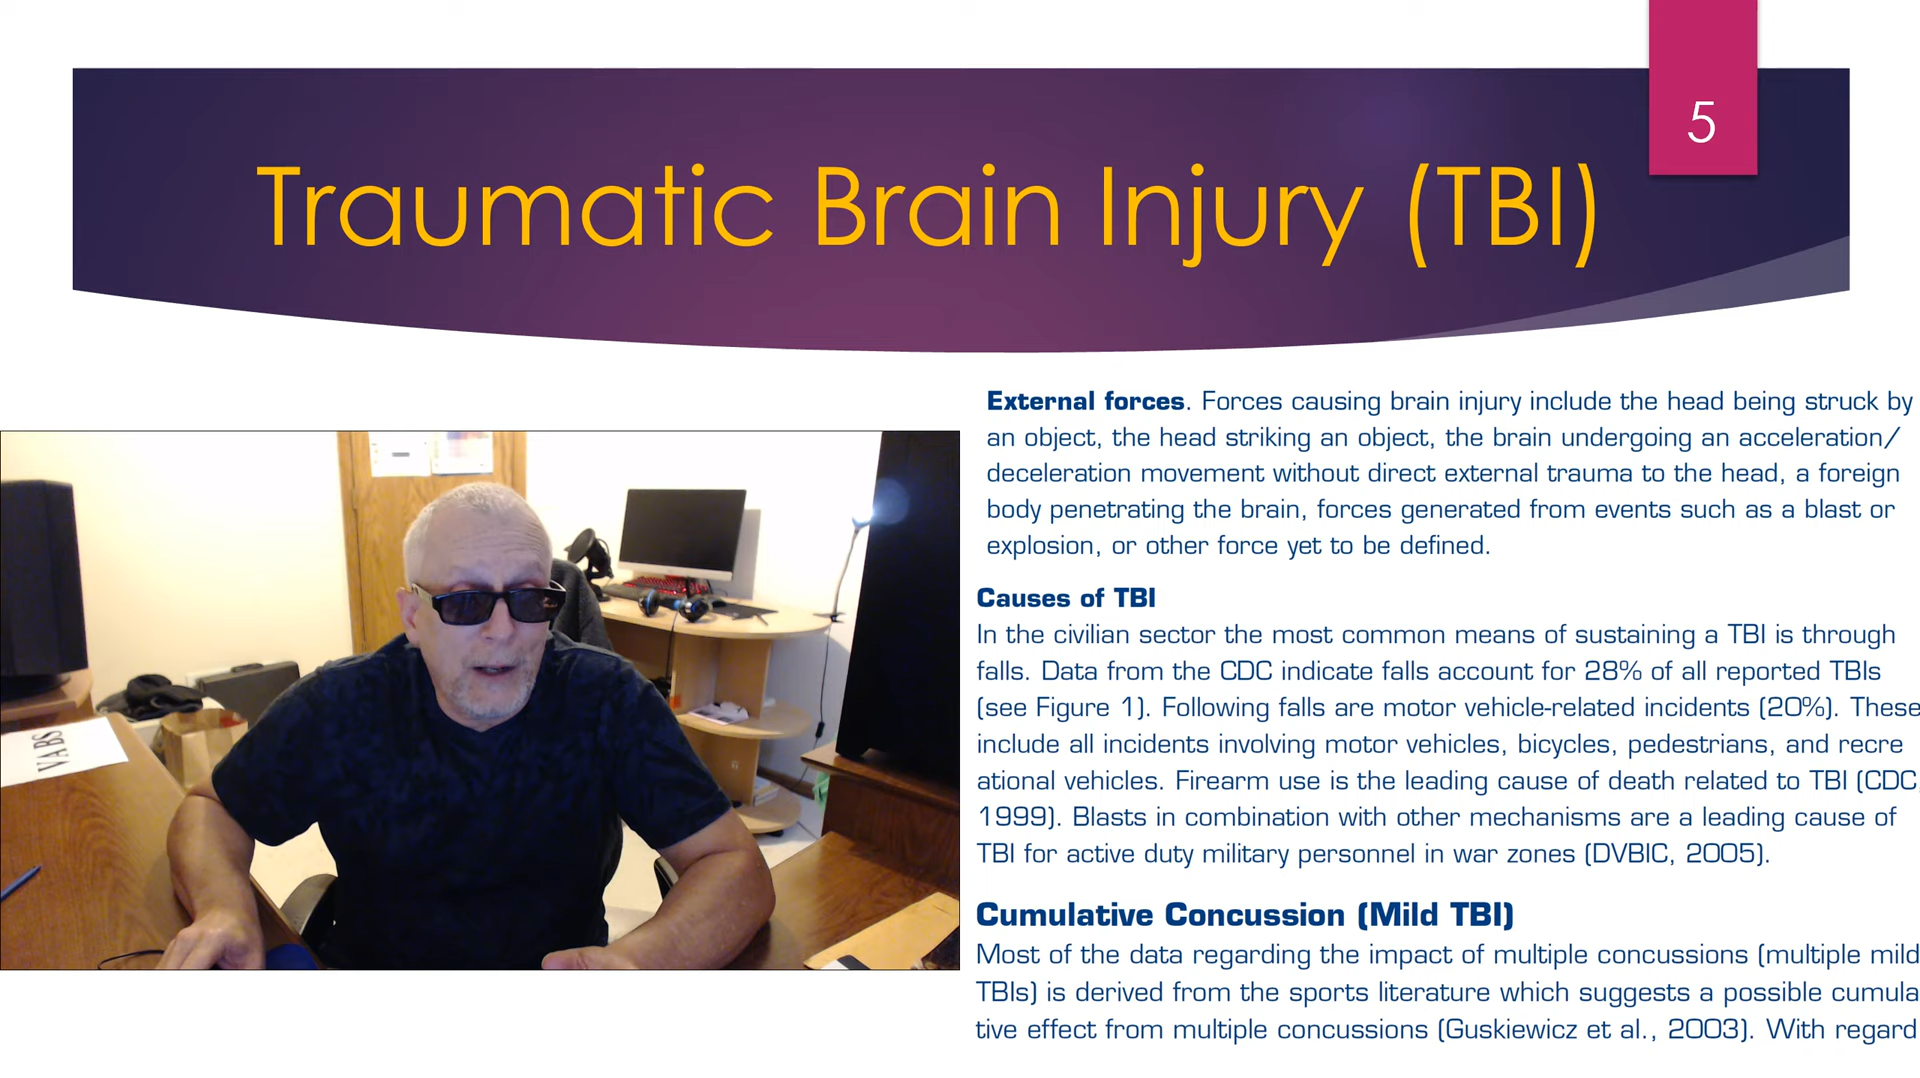 5
Traumatic Brain Injury (TBI)
External forces. Forces causing brain injury include the head being struck by
an object, the head striking an object, the brain undergoing an acceleration/
deceleration movement without direct external trauma to the head, a foreign
body penetrating the brain, forces generated from events such as a blast or
explosion, or other force yet to be defined.
Causes of TBI
In the civilian sector the most common means of sustaining a TBI is through
falls. Data from the CDC indicate falls account for 28% of all reported TBIs
(see Figure 1). Following falls are motor vehicle-related incidents (20%). These
include all incidents involving motor vehicles, bicycles, pedestrians, and recre
ational vehicles. Firearm use is the leading cause of death related to TBI (CDC,
1999). Blasts in combination with other mechanisms are a leading cause of
TBI for active duty military personnel in war zones (DVBIC, 2005).
Cumulative Concussion (Mild TBI)
Most of the data regarding the impact of multiple concussions (multiple mild
TBIs) is derived from the sports literature which suggests a possible cumula
tive effect from multiple concussions (Guskiewicz et al., 2003). With regard
VA BS